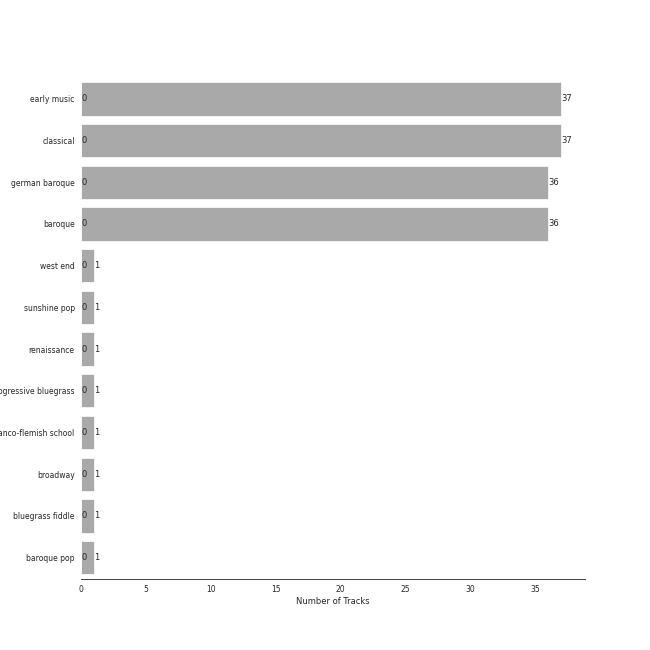 early music 0 37
classical 0 37
german baroque 0 36
baroque 0 36
west end 0 1
sunshine pop 0 1
renaissance 0 1
ogressive bluegrass 0 1
anco-flemish school 0 1
broadway 0 1
bluegrass fiddle 0 1
baroque pop 0 1
0 5 10 15 20 25 30 35
Number of Tracks